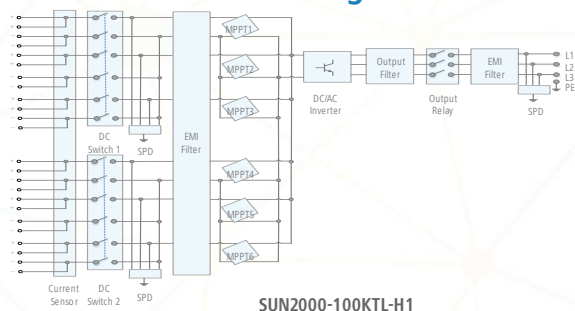 MPPT1
MPPT2
MPPT3
DC
Switch 1
SPD
EMI
Filter
DC/AC
Inverter
Output
Filter
Output
Relay
EMI
Filter
SPD
L1
L2
L3
PE
MPPT4
MPPT5
MPPT6
Current
Sensor
DC
Switch 2
SPD
SUN2000-100KTL-H1